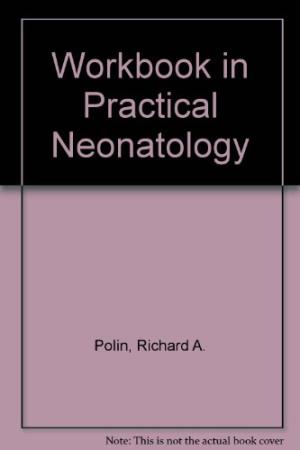 Workbook in
Practical
Neonatology
Polin, Richard A.
Note: This is not the actual book cover